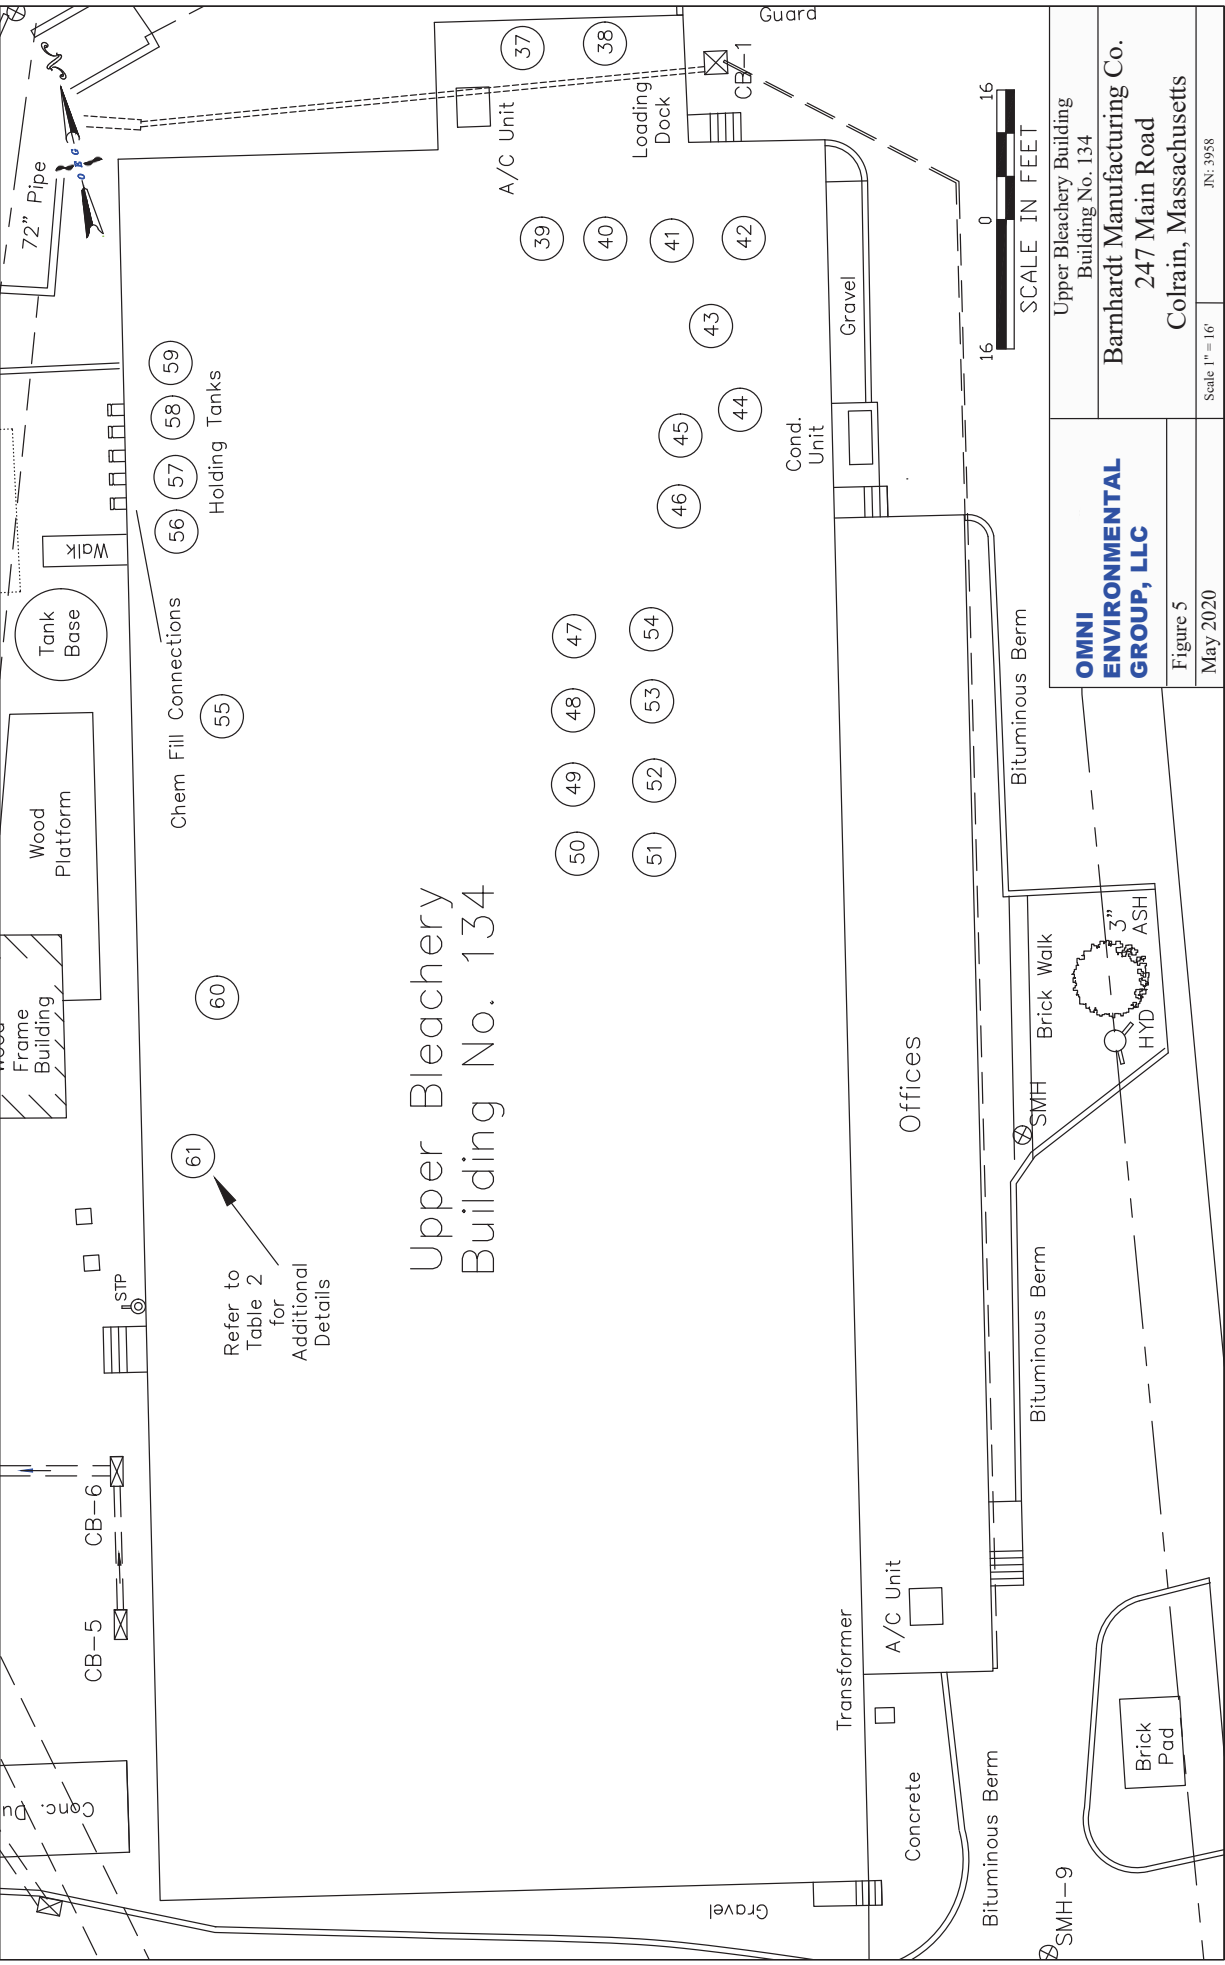 Guard
37
38
Loading
Dock
CB-1
A/C Unit
72" Pipe
O E G
39
40
41
42
43
44
45
46
Gravel
Cond.
Unit
59
58
57
56
Holding Tanks
Walk
Tank
Base
Chem Fill Connections
55
47
48
49
50
54
53
52
51
Wood
Platform
Frame
Building
60
61
Refer to
Table 2
for
Additional
Details
Upper Bleachery
Building No. 134
Offices
Bituminous Berm
Brick Walk
3"
ASH
HYD
SMH
Bituminous Berm
STP
CB-6
CB-5
Conc.
A/C Unit
Transformer
Concrete
Bituminous Berm
Brick
Pad
Gravel
SMH-9
16 0 16
SCALE IN FEET
OMNI
ENVIRONMENTAL
GROUP, LLC
Figure 5
May 2020
Upper Bleachery Building
Building No. 134
Barnhardt Manufacturing Co.
247 Main Road
Colrain, Massachusetts
Scale 1" = 16'
JN: 3958